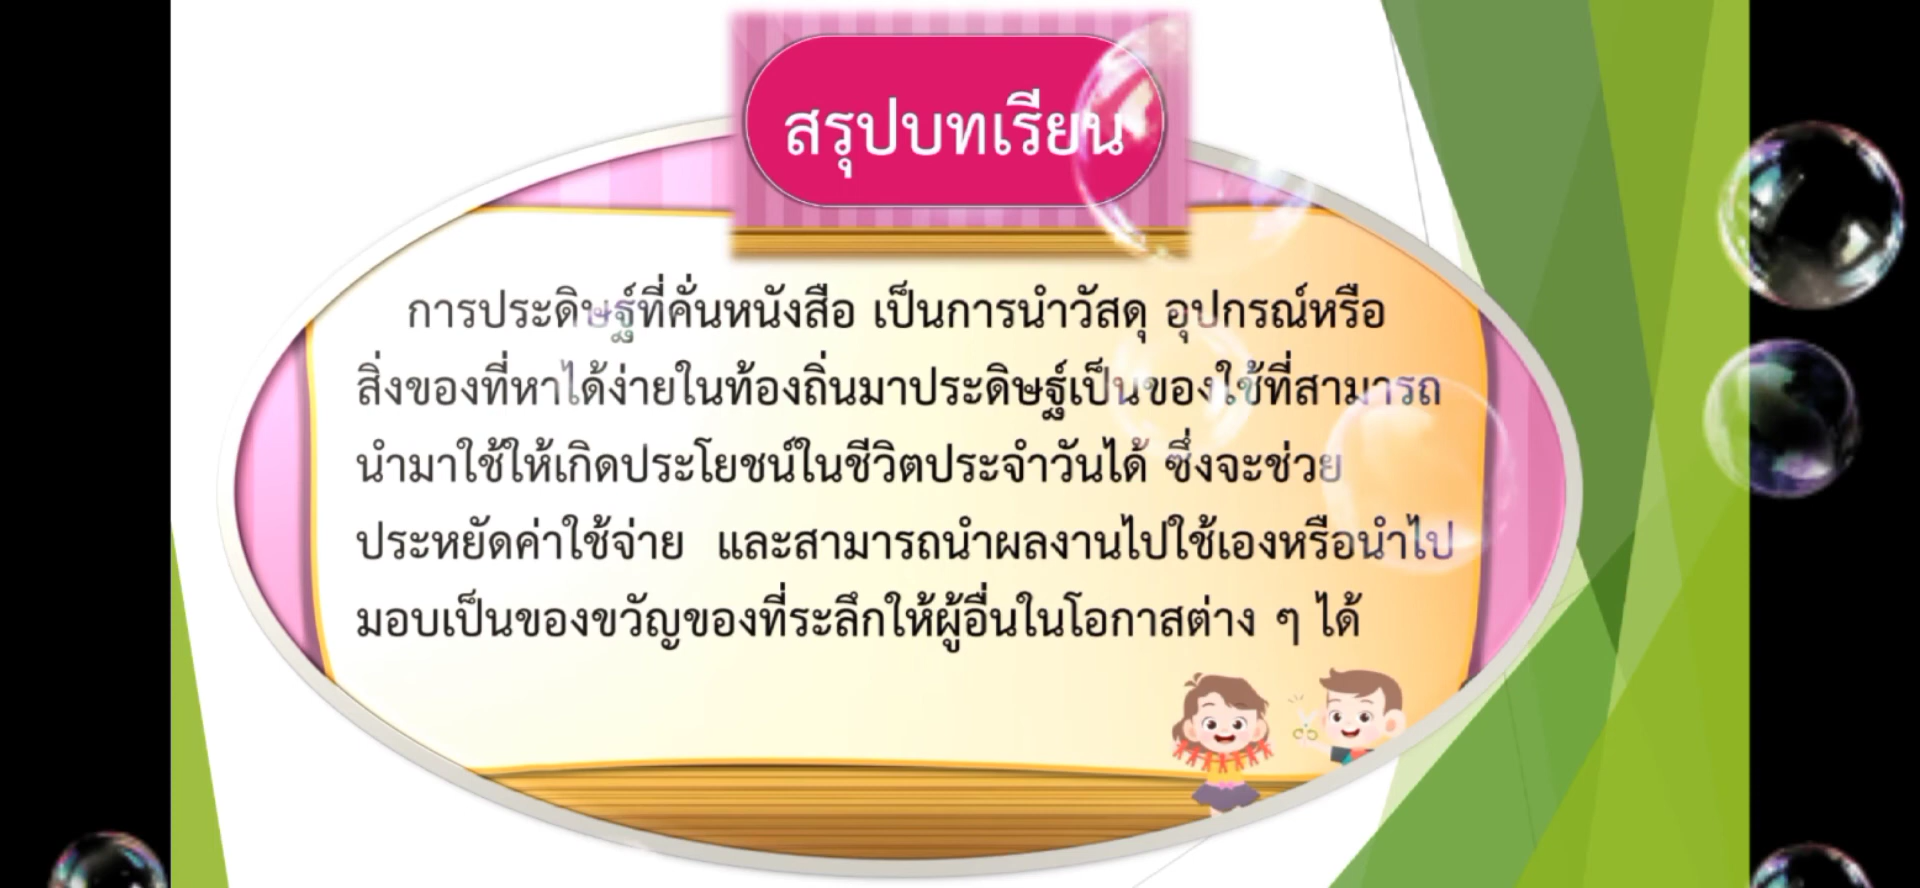 สรุปบทเรียน
การประดิษฐ์ที่คั่นหนังสือ เป็นการนำวัสดุ อุปกรณ์หรือ
สิ่งของที่หาได้ง่ายในท้องถิ่นมาประดิษฐ์เป็นของใช้ที่สามารถ
นำมาใช้ให้เกิดประโยชน์ในชีวิตประจำวันได้ ซึ่งจะช่วย
ประหยัดค่าใช้จ่าย และสามารถนำผลงานไปใช้เองหรือนำไป
มอบเป็นของขวัญของที่ระลึกให้ผู้อื่นในโอกาสต่าง ๆ ได้